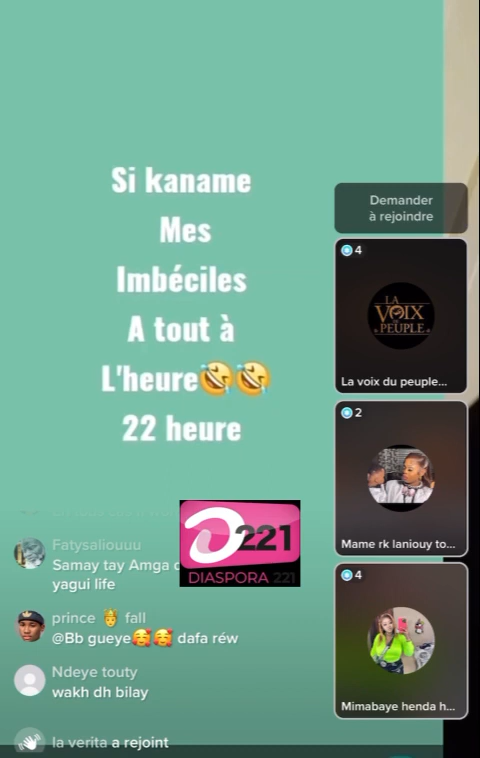 Si kaname
Mes
Imbéciles
A tout à
L'heure🤣🤣
22 heure
Demander
à rejoindre
4
LA
VOIX
PEUPLE
La voix du peuple...
2
Mame rk laniouy to...
4
Mimabaye henda h...
221
DIASPORA 221
Fatysaliouuu
Samay tay Amga
yagui life
prince 🤴 fall
@Bb gueye🥰🥰 dafa réw
Ndeye touty
wakh dh bilay
la verita a rejoint